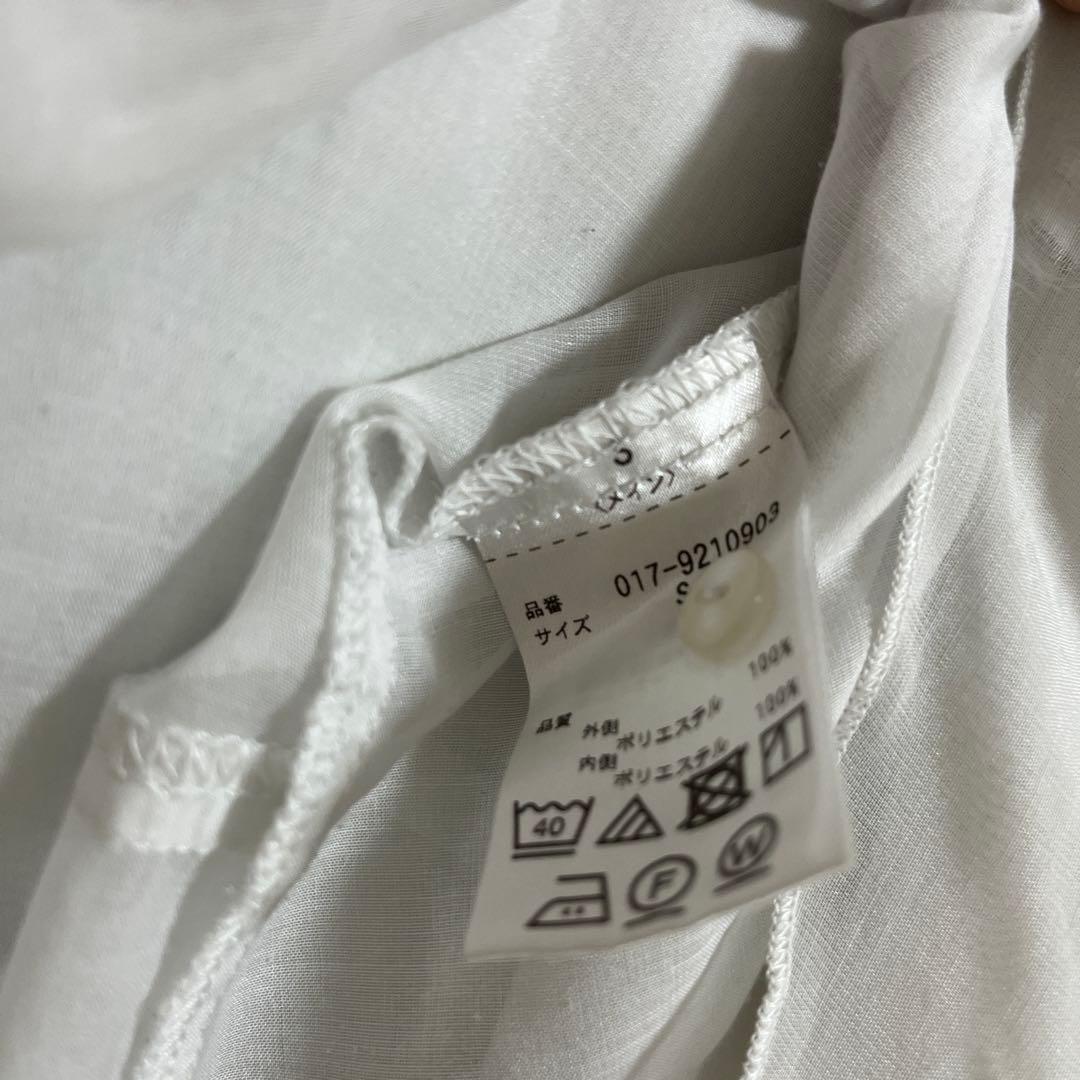 S
〈メイン〉
品番 017-9210903
サイズ S
品質 外側 ポリエステル 100%
内側 ポリエステル 100%
40
F
W